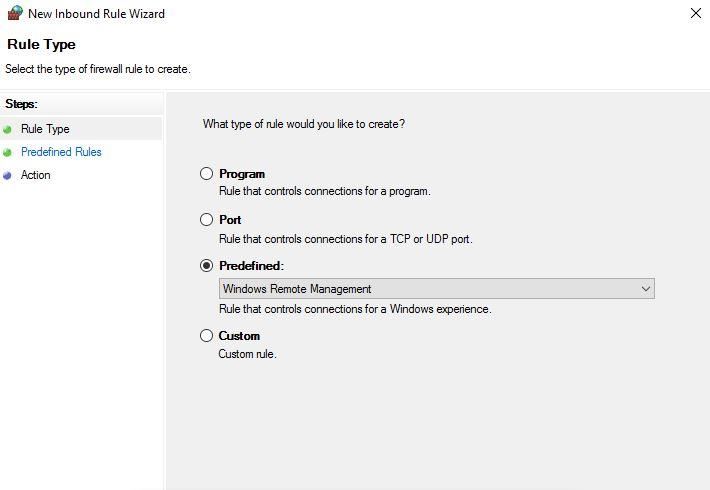 New Inbound Rule Wizard
Rule Type
Select the type of firewall rule to create.
Steps:
Rule Type
Predefined Rules
Action
What type of rule would you like to create?
Program
Rule that controls connections for a program.
Port
Rule that controls connections for a TCP or UDP port.
Predefined:
Windows Remote Management
Rule that controls connections for a Windows experience.
Custom
Custom rule.